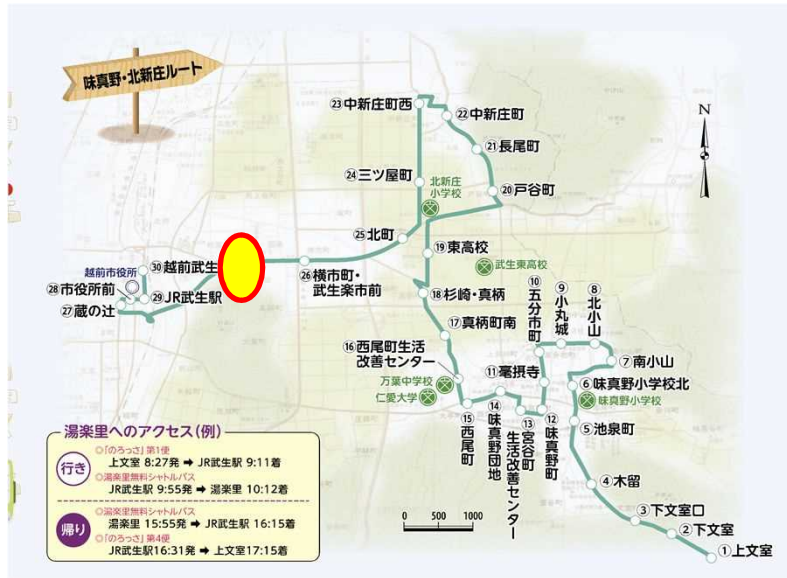 味真野・北新庄ルート
㉓中新庄町西
㉒中新庄町
㉑長尾町
N
㉔三ツ屋町
北新庄
小学校
⑳戸谷町
㉕北町
⑲東高校
武生東高校
㉚越前武生
越前市役所
㉖横市町・
武生楽市前
㉘市役所前
㉙JR武生駅
㉗蔵の辻
⑱杉崎・真柄
⑰真柄町南
⑩五分市町
⑨小丸城
⑧北小山
⑯西尾町生活
改善センター
⑦南小山
⑪毫摂寺
⑥味真野小学校北
万葉中学校
仁愛大学
味真野小学校
⑮西尾町
⑭味真野団地
⑬宮谷町
生活改善センター
⑫味真野町
⑤池泉町
④木留
③下文室口
②下文室
①上文室
湯楽里へのアクセス(例)
行き
◎「のろっさ」第1便
上文室 8:27発 ➡ JR武生駅 9:11着
◎湯楽里無料シャトルバス
JR武生駅 9:55発 ➡ 湯楽里 10:12着
帰り
◎湯楽里無料シャトルバス
湯楽里 15:55発 ➡ JR武生駅 16:15着
◎「のろっさ」第4便
JR武生駅16:31発 ➡ 上文室17:15着
0 500 1000